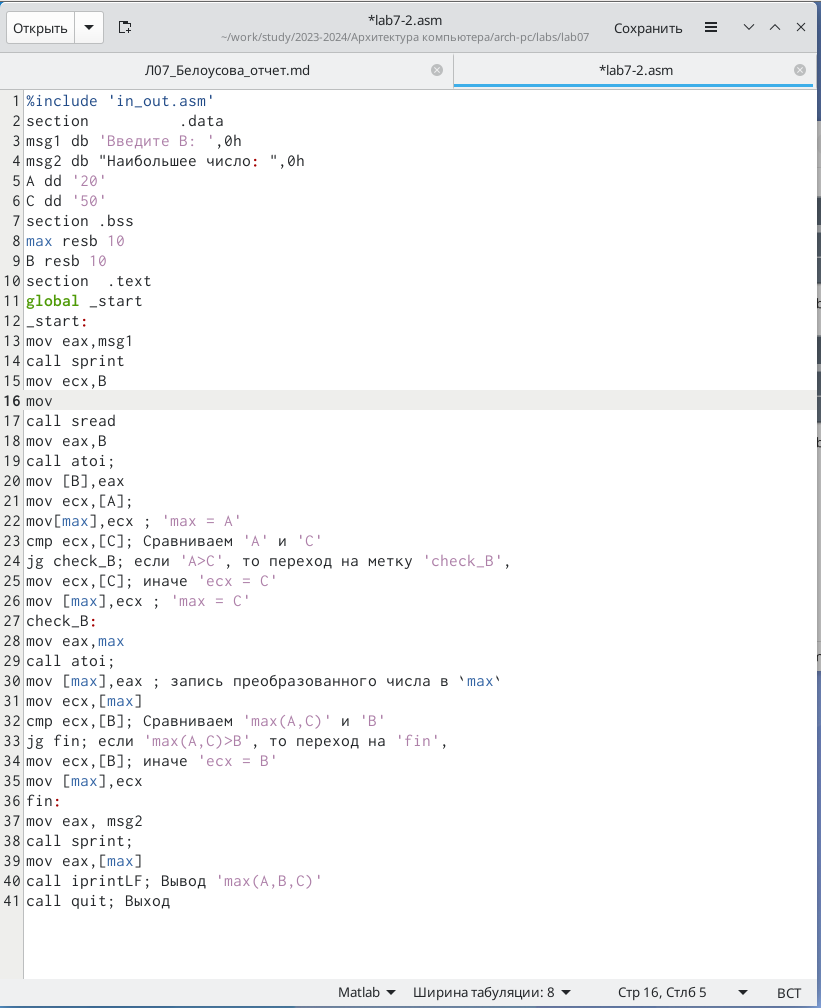 Открыть
*lab7-2.asm
~/work/study/2023-2024/Архитектура компьютера/arch-pc/labs/lab07
Сохранить
Л07_Белоусова_отчет.md
*lab7-2.asm
1 %include 'in_out.asm'
2 section .data
3 msg1 db 'Введите B: ',0h
4 msg2 db "Наибольшее число: ",0h
5 A dd '20'
6 C dd '50'
7 section .bss
8 max resb 10
9 B resb 10
10 section .text
11 global _start
12 _start:
13 mov eax,msg1
14 call sprint
15 mov ecx,B
16 mov
17 call sread
18 mov eax,B
19 call atoi;
20 mov [B],eax
21 mov ecx,[A];
22 mov[max],ecx ; 'max = A'
23 cmp ecx,[C]; Сравниваем 'A' и 'C'
24 jg check_B; если 'A>C', то переход на метку 'check_B',
25 mov ecx,[C]; иначе 'ecx = C'
26 mov [max],ecx ; 'max = C'
27 check_B:
28 mov eax,max
29 call atoi;
30 mov [max],eax ; запись преобразованного числа в `max`
31 mov ecx,[max]
32 cmp ecx,[B]; Сравниваем 'max(A,C)' и 'B'
33 jg fin; если 'max(A,C)>B', то переход на 'fin',
34 mov ecx,[B]; иначе 'ecx = B'
35 mov [max],ecx
36 fin:
37 mov eax, msg2
38 call sprint;
39 mov eax,[max]
40 call iprintLF; Вывод 'max(A,B,C)'
41 call quit; Выход
Matlab
Ширина табуляции: 8
Стр 16, Стлб 5
ВСТ